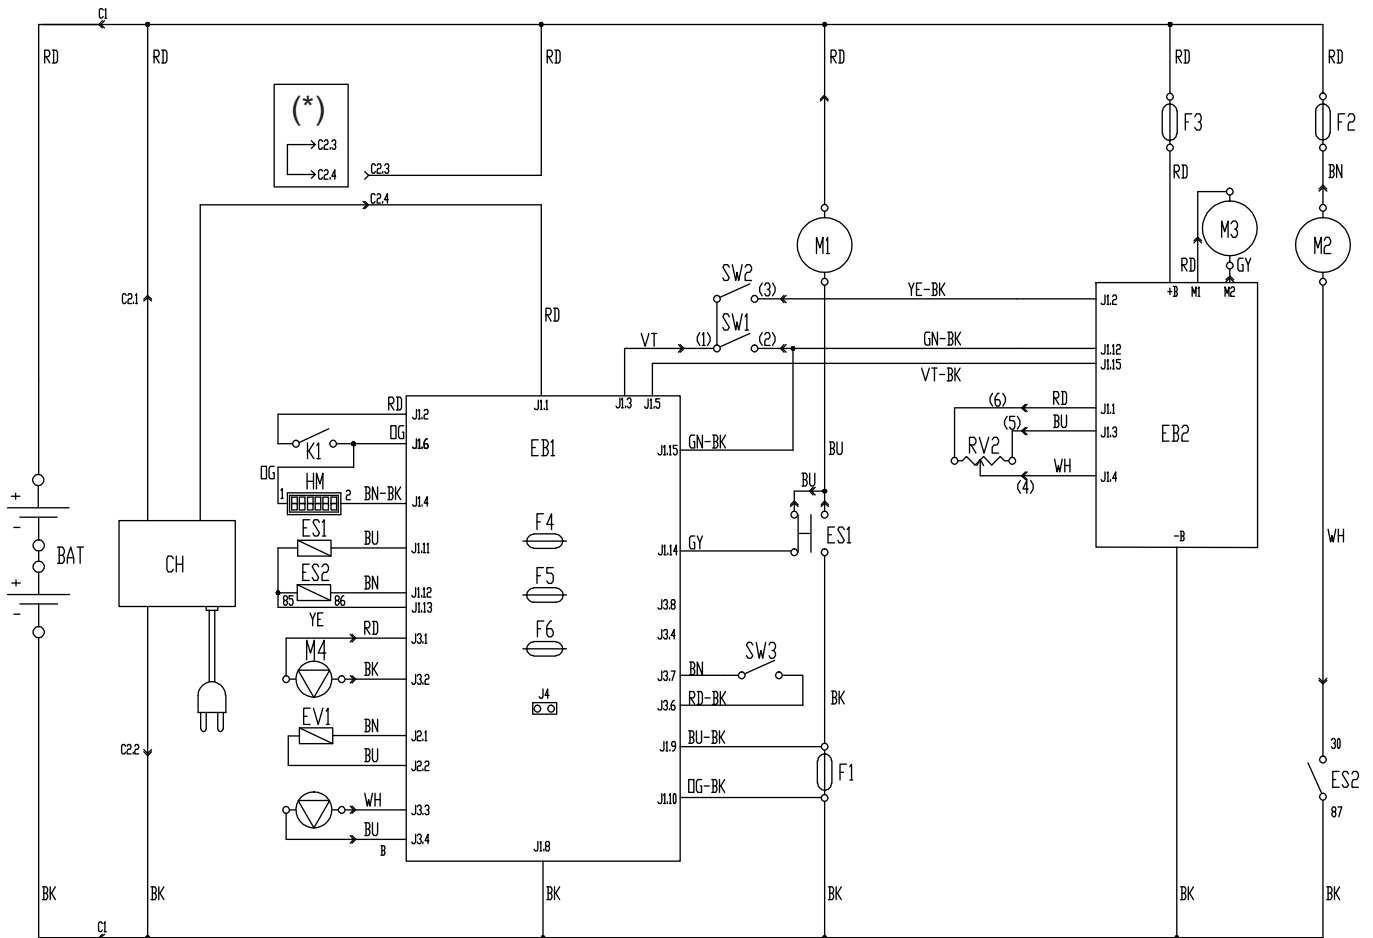 C1
RD RD RD RD RD RD
(*)
C2.3
C2.4
C2.3
C2.4
F3 F2
RD BN
M1 M3 M2
SW2
(3) YE-BK
RD GY
+B M1 M2
J1.2
C2.1
RD
SW1
VT (1) (2) GN-BK
J1.12
J1.15
VT-BK
J1.1 J1.3 J1.5
RD J1.2
OG J1.6
K1
EB1
(6) RD J1.1
(5) BU J1.3
RV2
EB2
WH J1.4
(4)
J1.15 GN-BK
BU
OG HM
1 2 BN-BK J1.4
BU
ES1
BU J1.11
F4
J1.14 GY
ES1
-B
WH
+
-
BAT
+
-
CH
ES2
BN J1.12
85 86
J1.13
YE
F5
J3.8
RD J3.1
F6
J3.4
M4
BK J3.2
SW3
J3.7 BN
J3.6 RD-BK
J4
BK
EV1
BN J2.1
BU J2.2
J1.9 BU-BK
C2.2
30
F1
ES2
WH J3.3
J1.10 OG-BK
87
BU J3.4
B
J1.8
BK BK BK BK BK BK
C1